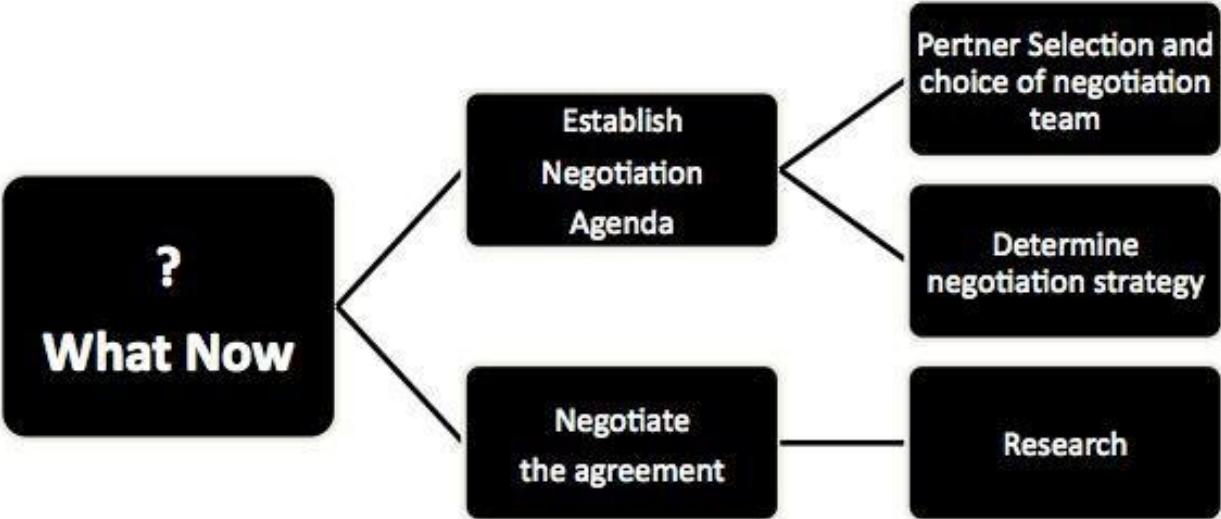 ?
What Now
Establish
Negotiation
Agenda
Negotiate
the agreement
Pertner Selection and
choice of negotiation
team
Determine
negotiation strategy
Research